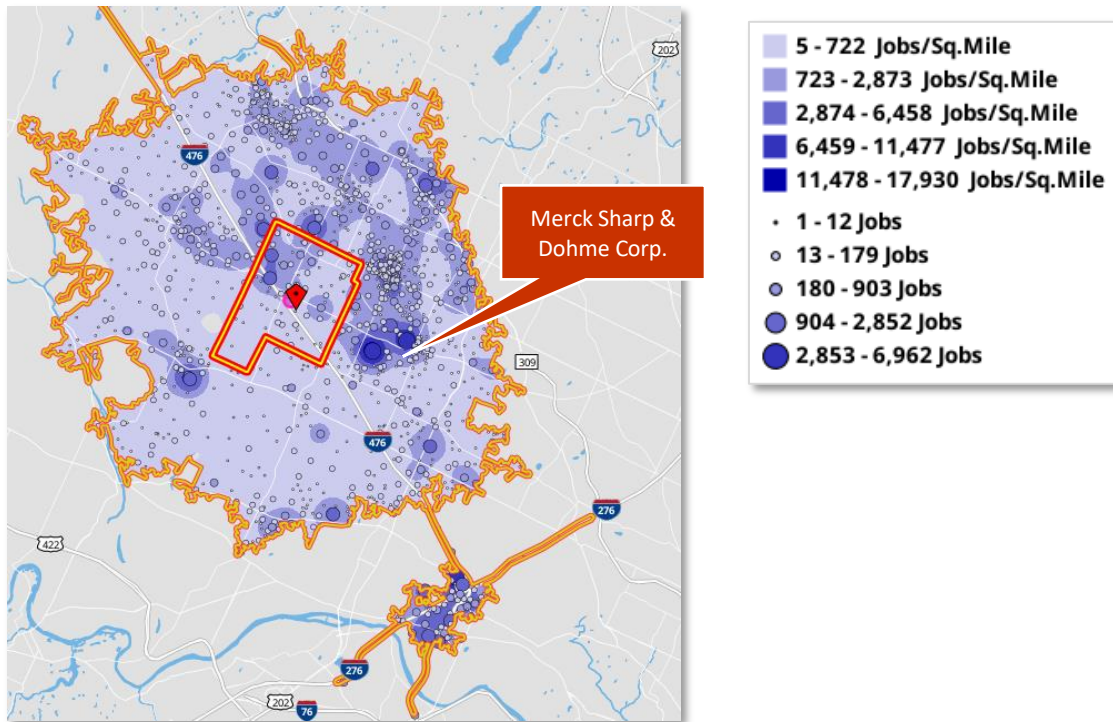 202
5 - 722 Jobs/Sq.Mile
723 - 2,873 Jobs/Sq.Mile
2,874 - 6,458 Jobs/Sq.Mile
6,459 - 11,477 Jobs/Sq.Mile
11,478 - 17,930 Jobs/Sq.Mile
1 - 12 Jobs
13 - 179 Jobs
180 - 903 Jobs
904 - 2,852 Jobs
2,853 - 6,962 Jobs
476
Merck Sharp &
Dohme Corp.
309
476
276
422
276
202
76